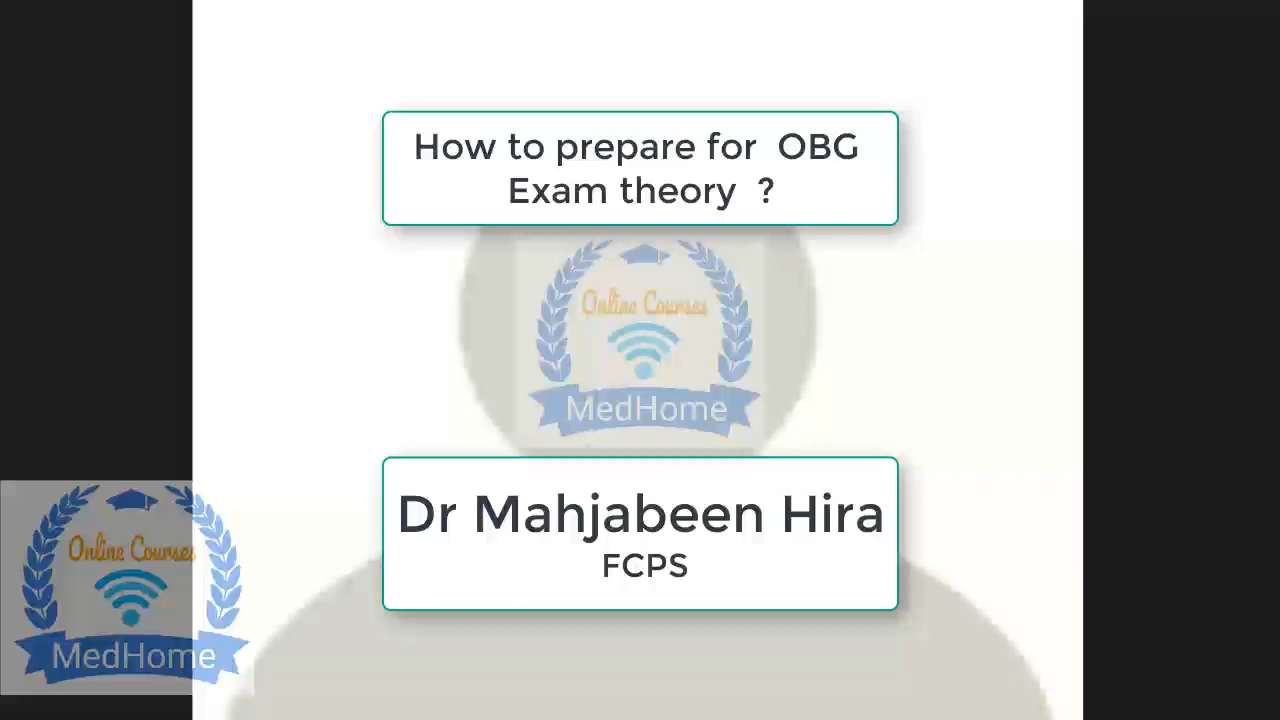 How to prepare for OBG
Exam theory ?
Online Courses
MedHome
Dr Mahjabeen Hira
FCPS
Online Courses
MedHome